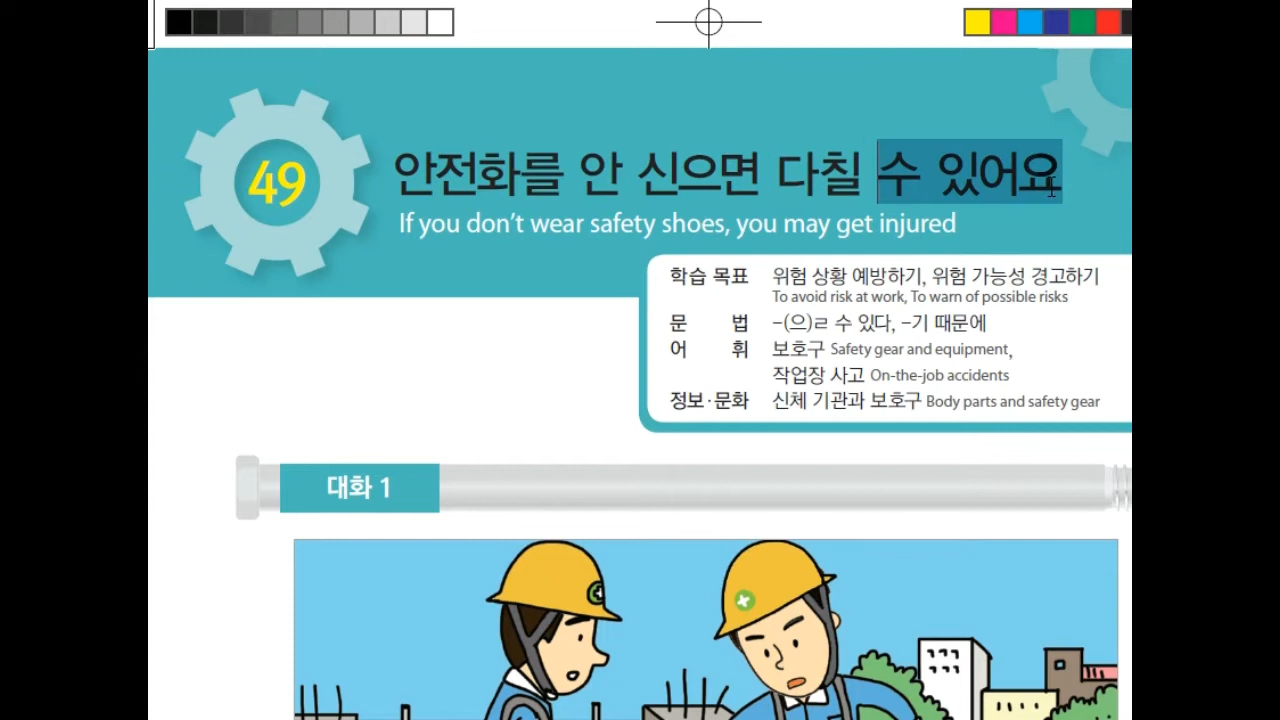 49
안전화를 안 신으면 다칠 수 있어요
If you don't wear safety shoes, you may get injured
학습 목표 위험 상황 예방하기, 위험 가능성 경고하기
To avoid risk at work, To warn of possible risks
문 법 -(으)ㄹ 수 있다, -기 때문에
어 휘 보호구 Safety gear and equipment,
작업장 사고 On-the-job accidents
정보·문화 신체 기관과 보호구 Body parts and safety gear
대화 1